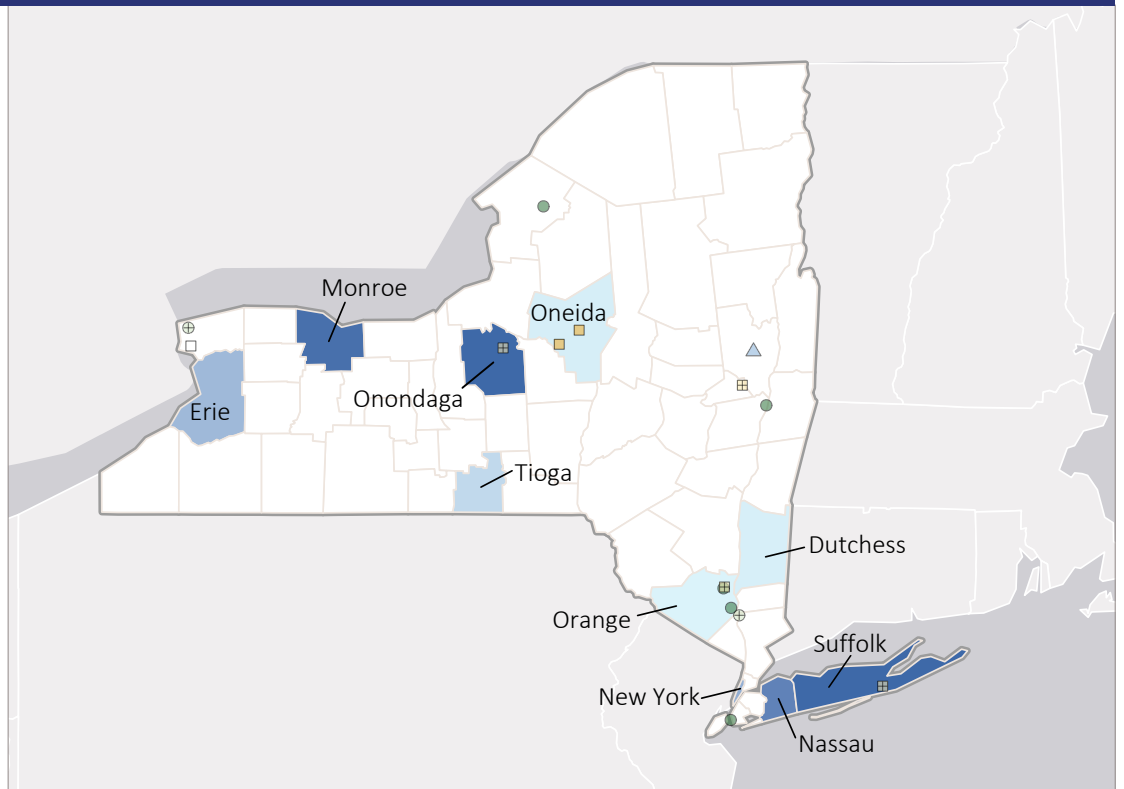 Monroe
Oneida
Onondaga
Erie
Tioga
Dutchess
Orange
Suffolk
New York
Nassau